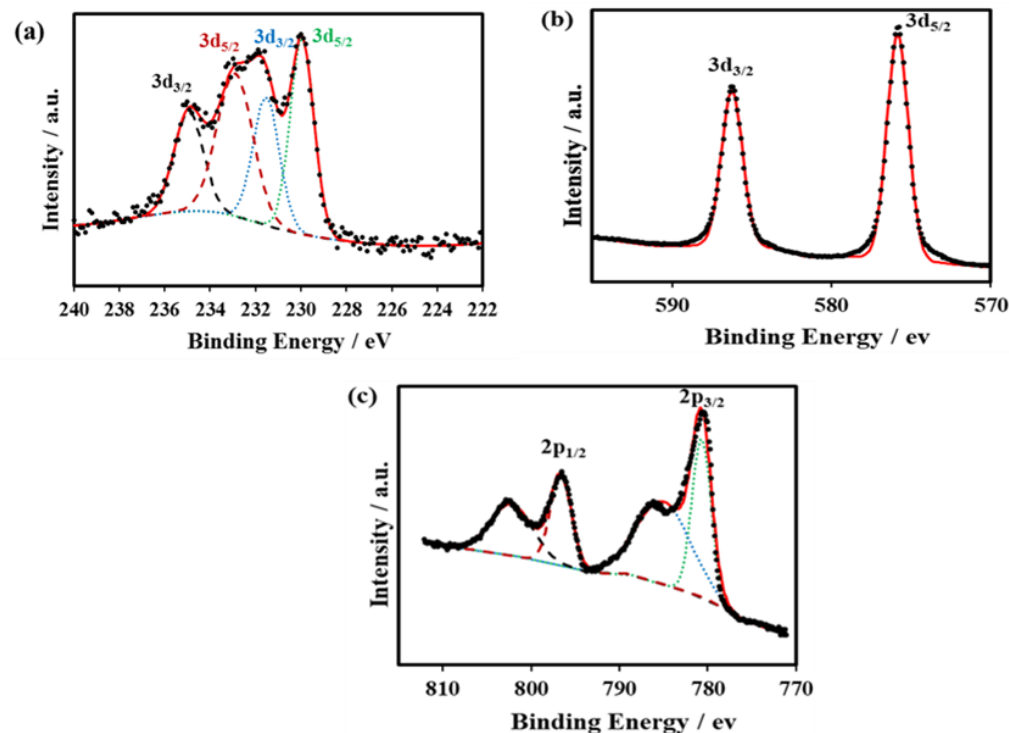 (a)
3d5/2 3d3/2 3d5/2
3d3/2
Intensity / a.u.
240 238 236 234 232 230 228 226 224 222
Binding Energy / eV
(b)
3d5/2
3d3/2
Intensity / a.u.
590 580 570
Binding Energy / ev
(c)
2p3/2
2p1/2
Intensity / a.u.
810 800 790 780 770
Binding Energy / ev